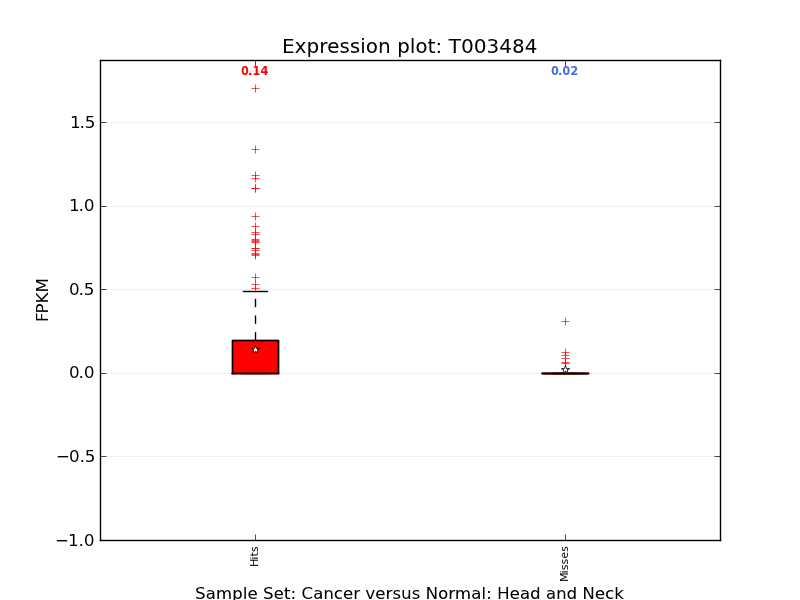 Expression plot: T003484
0.14
0.02
1.5
1.0
0.5
0.0
−0.5
−1.0
FPKM
Hits
Misses
Sample Set: Cancer versus Normal: Head and Neck